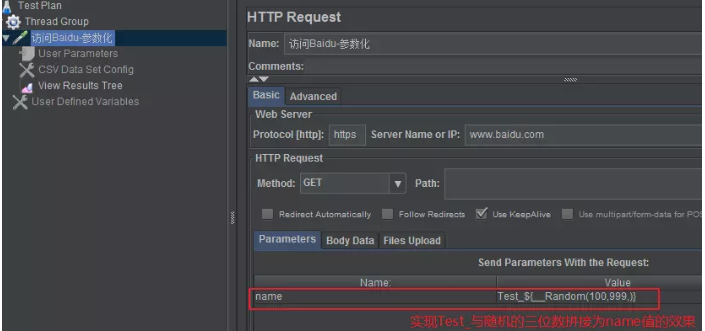 Test Plan
Thread Group
访问Baidu-参数化
User Parameters
CSV Data Set Config
View Results Tree
User Defined Variables
HTTP Request
Name: 访问Baidu-参数化
Comments:
Basic Advanced
Web Server
Protocol [http]: https Server Name or IP: www.baidu.com
HTTP Request
Method: GET Path:
Redirect Automatically Follow Redirects Use KeepAlive Use multipart/form-data for POS
Parameters Body Data Files Upload
Send Parameters With the Request:
Name: Value
name Test_${__Random(100,999,)}
实现Test_与随机的三位数拼接为name值的效果